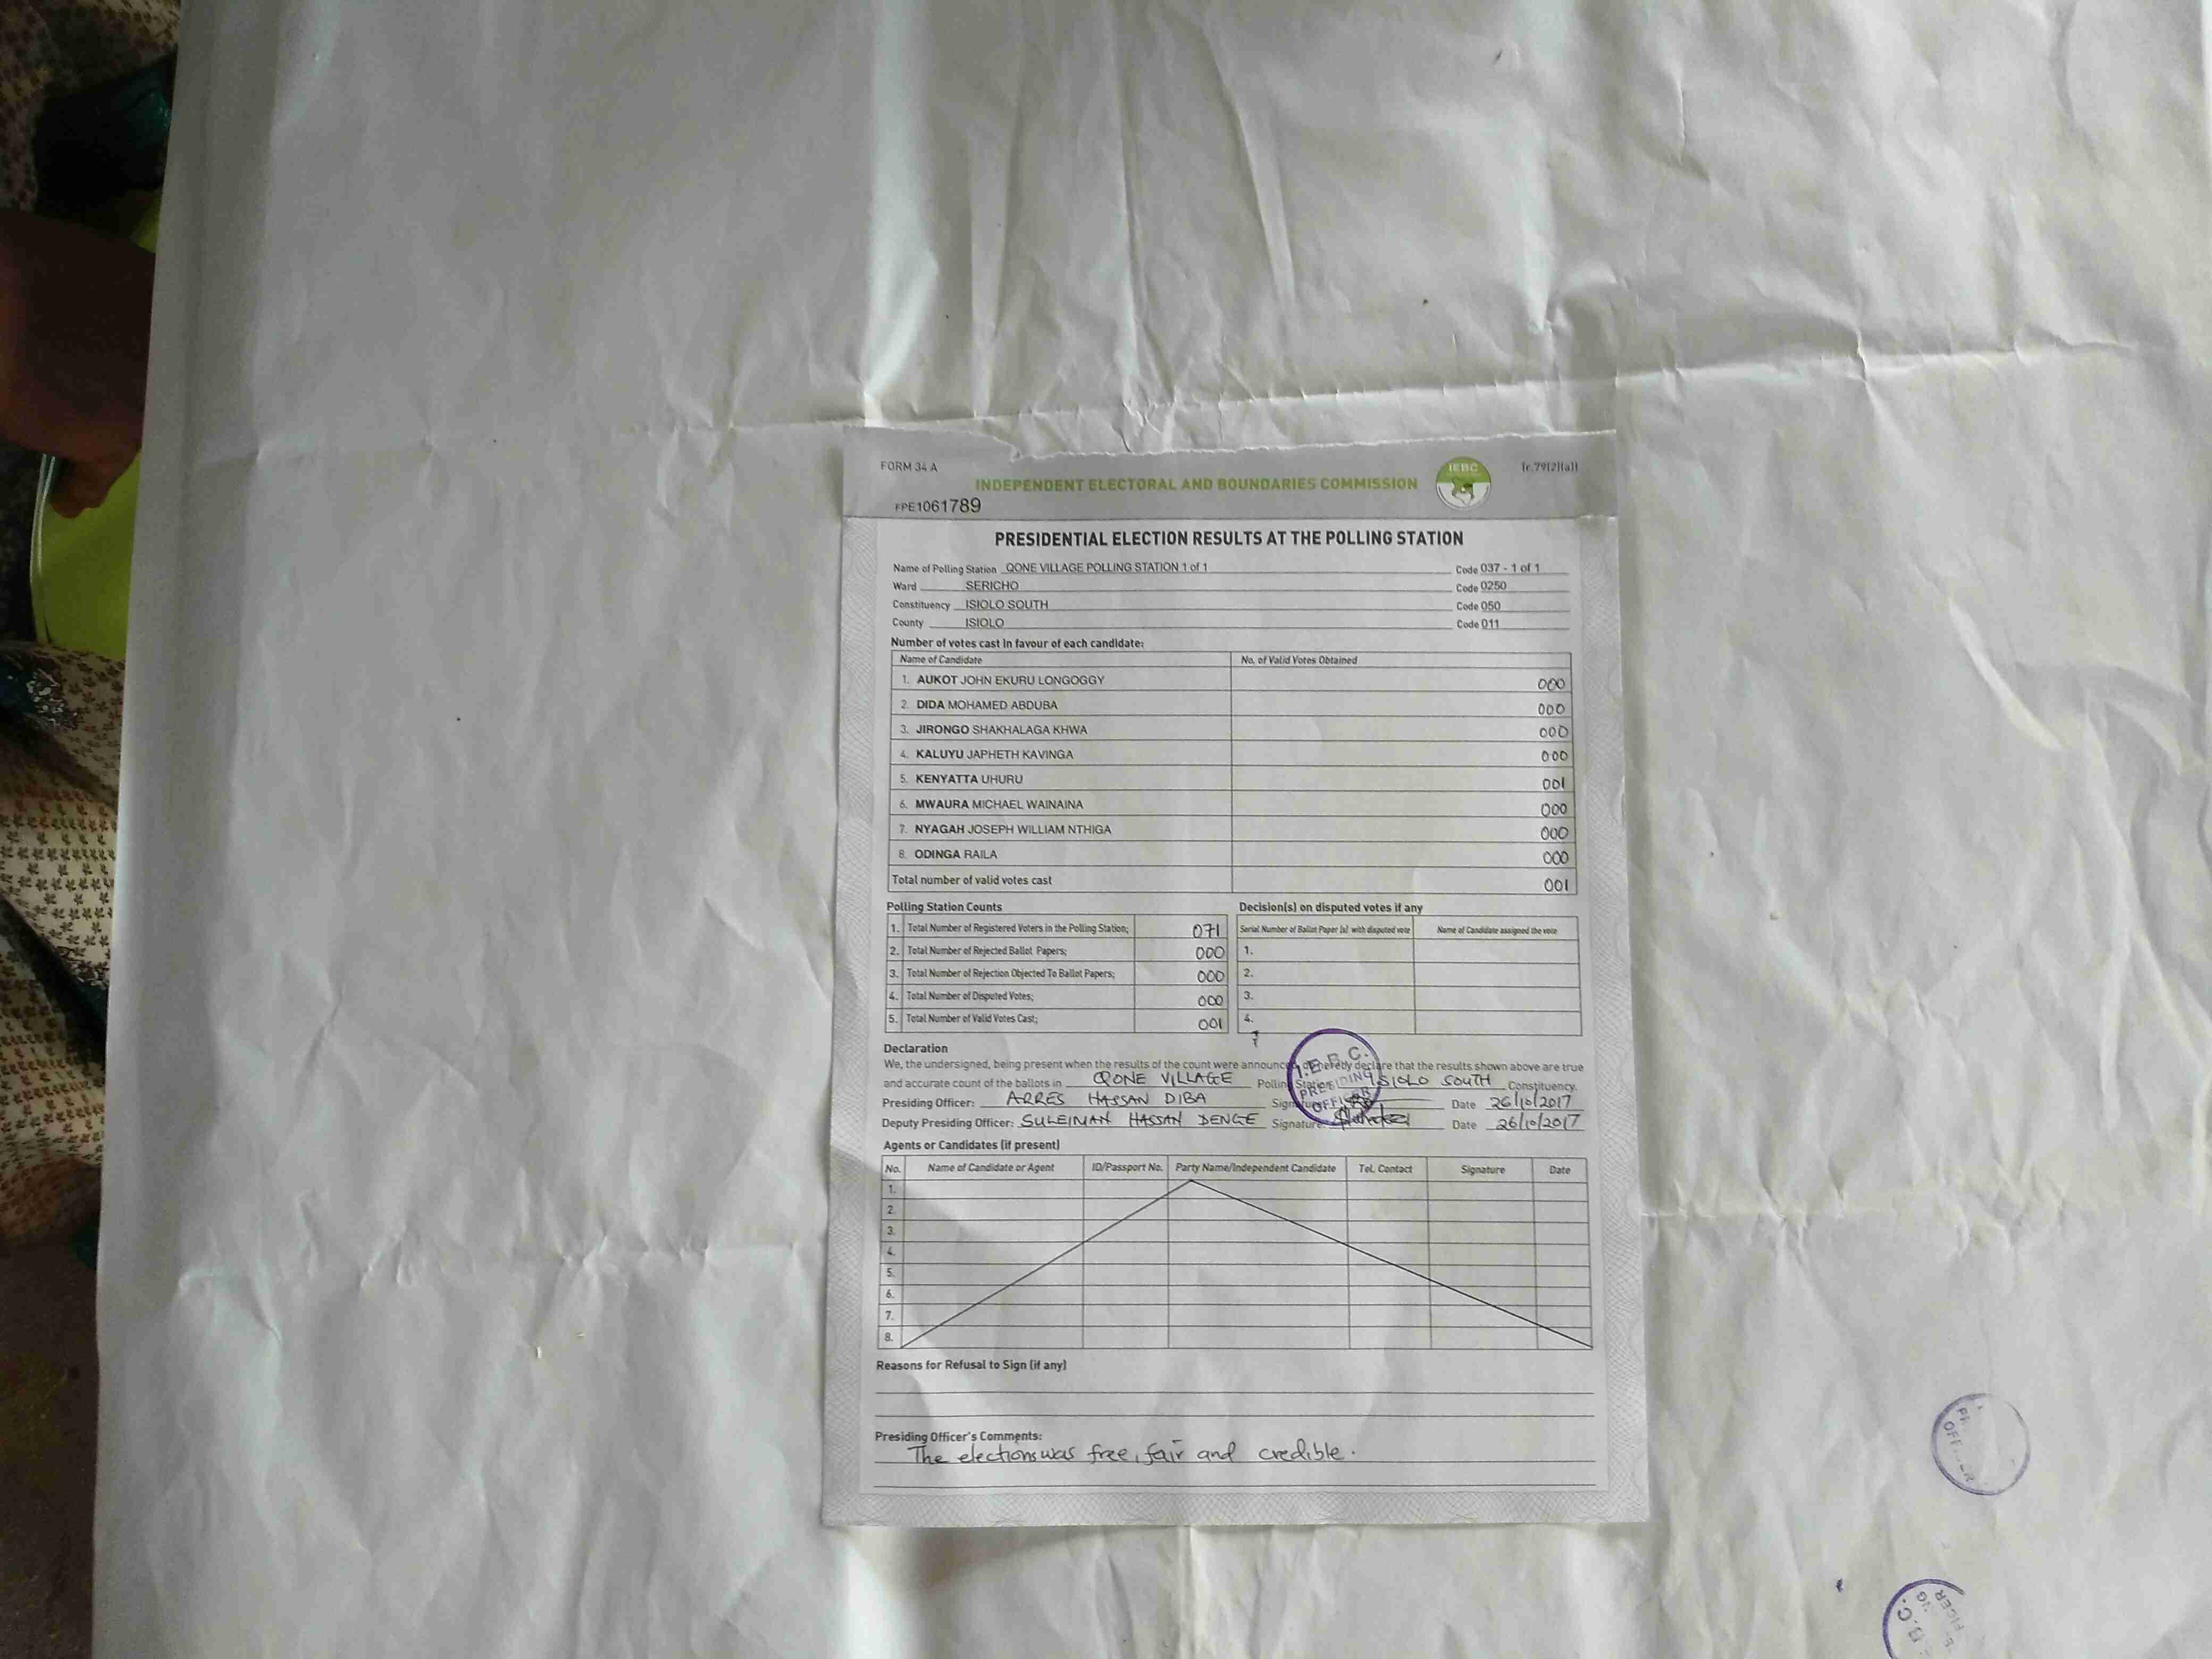 FORM 34 A
IEBC
(r.79(2)(a))
INDEPENDENT ELECTORAL AND BOUNDARIES COMMISSION
FPE1061789
PRESIDENTIAL ELECTION RESULTS AT THE POLLING STATION
Name of Polling Station QONE VILLAGE POLLING STATION 1 of 1 Code 037 - 1 of 1
Ward SERICHO Code 0250
Constituency ISIOLO SOUTH Code 050
County ISIOLO Code 011
Number of votes cast in favour of each candidate:
Name of Candidate No. of Valid Votes Obtained
1. AUKOT JOHN EKURU LONGOGGY 000
2. DIDA MOHAMED ABDUBA 000
3. JIRONGO SHAKHALAGA KHWA 000
4. KALUYU JAPHETH KAVINGA 000
5. KENYATTA UHURU 001
6. MWAURA MICHAEL WAINAINA 000
7. NYAGAH JOSEPH WILLIAM NTHIGA 000
8. ODINGA RAILA 000
Total number of valid votes cast 001
Polling Station Counts
1. Total Number of Registered Voters in the Polling Station; 071
2. Total Number of Rejected Ballot Papers; 000
3. Total Number of Rejection Objected To Ballot Papers; 000
4. Total Number of Disputed Votes; 000
5. Total Number of Valid Votes Cast; 001
Decision(s) on disputed votes if any
Serial Number of Ballot Paper (s) with disputed vote Name of Candidate assigned the vote
1.
2.
3.
4.
Declaration
We, the undersigned, being present when the results of the count were announced, do hereby declare that the results shown above are true
and accurate count of the ballots in QONE VILLAGE Polling Station ISIOLO SOUTH Constituency.
Presiding Officer: ARRES HASSAN DIBA Signature: Date 26/10/2017
Deputy Presiding Officer: SULEIMAN HASSAN DENGE Signature: Date 26/10/2017
I.E.B.C.
PRESIDING
OFFICER
Agents or Candidates (if present)
No. Name of Candidate or Agent ID/Passport No. Party Name/Independent Candidate Tel. Contact Signature Date
1.
2.
3.
4.
5.
6.
7.
8.
Reasons for Refusal to Sign (if any)
Presiding Officer's Comments:
The elections was free, fair and credible.